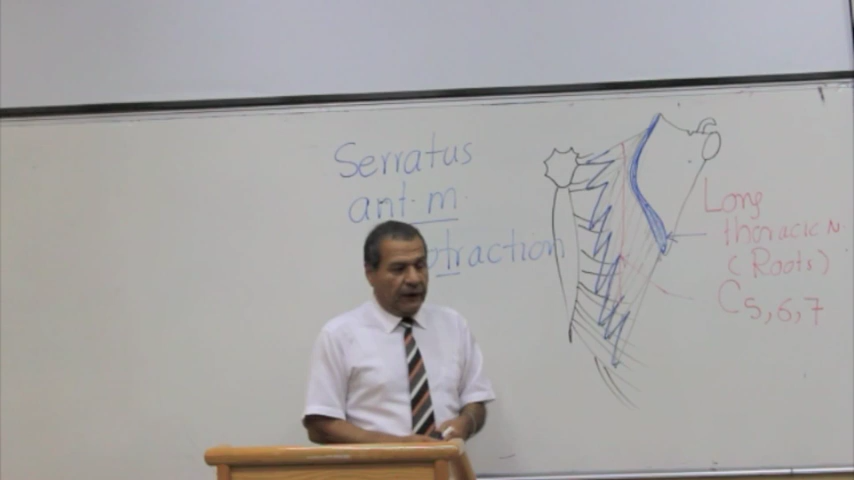 Serratus
ant. m.
traction
Long
thoracic N.
(Roots)
C5,6,7